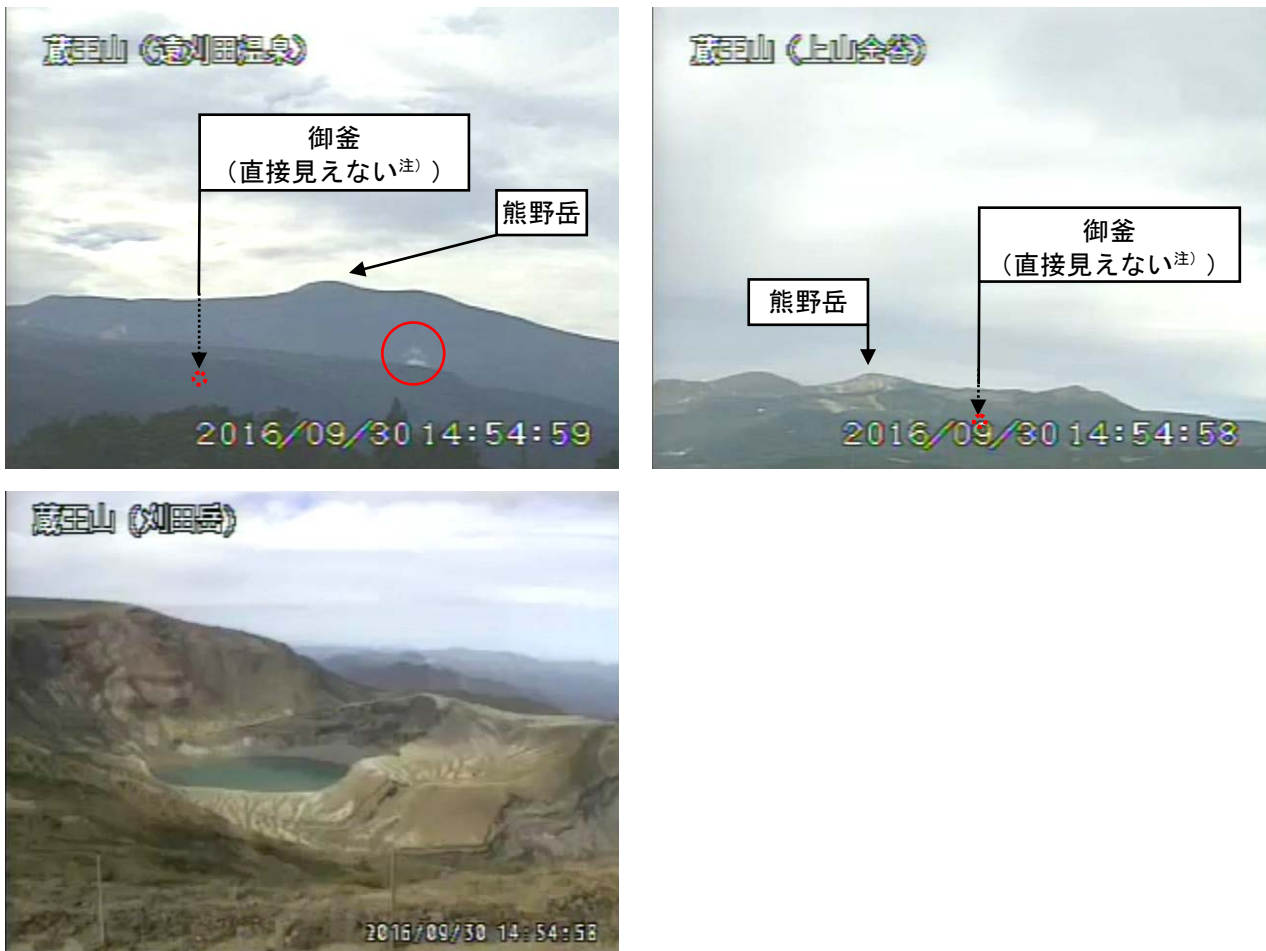 蔵王山（遠刈田温泉）
御釜
（直接見えない注））
熊野岳
2016/09/30 14:54:59
蔵王山（上山金谷）
御釜
（直接見えない注））
熊野岳
2016/09/30 14:54:58
蔵王山（刈田岳）
2016/09/30 14:54:58